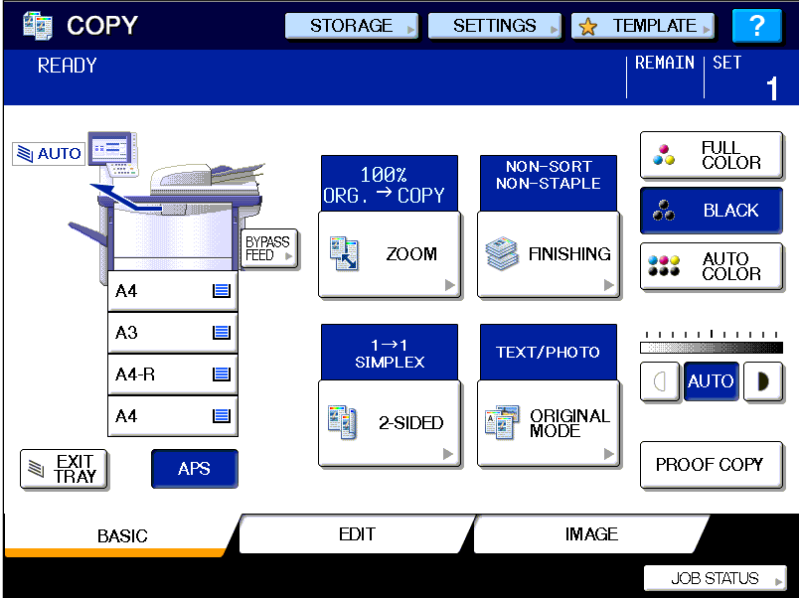 COPY
STORAGE
SETTINGS
TEMPLATE
?
READY
REMAIN
SET
1
AUTO
BYPASS
FEED
A4
A3
A4-R
A4
EXIT
TRAY
APS
100%
ORG. → COPY
ZOOM
NON-SORT
NON-STAPLE
FINISHING
1→1
SIMPLEX
2-SIDED
TEXT/PHOTO
ORIGINAL
MODE
FULL
COLOR
BLACK
AUTO
COLOR
AUTO
PROOF COPY
BASIC
EDIT
IMAGE
JOB STATUS